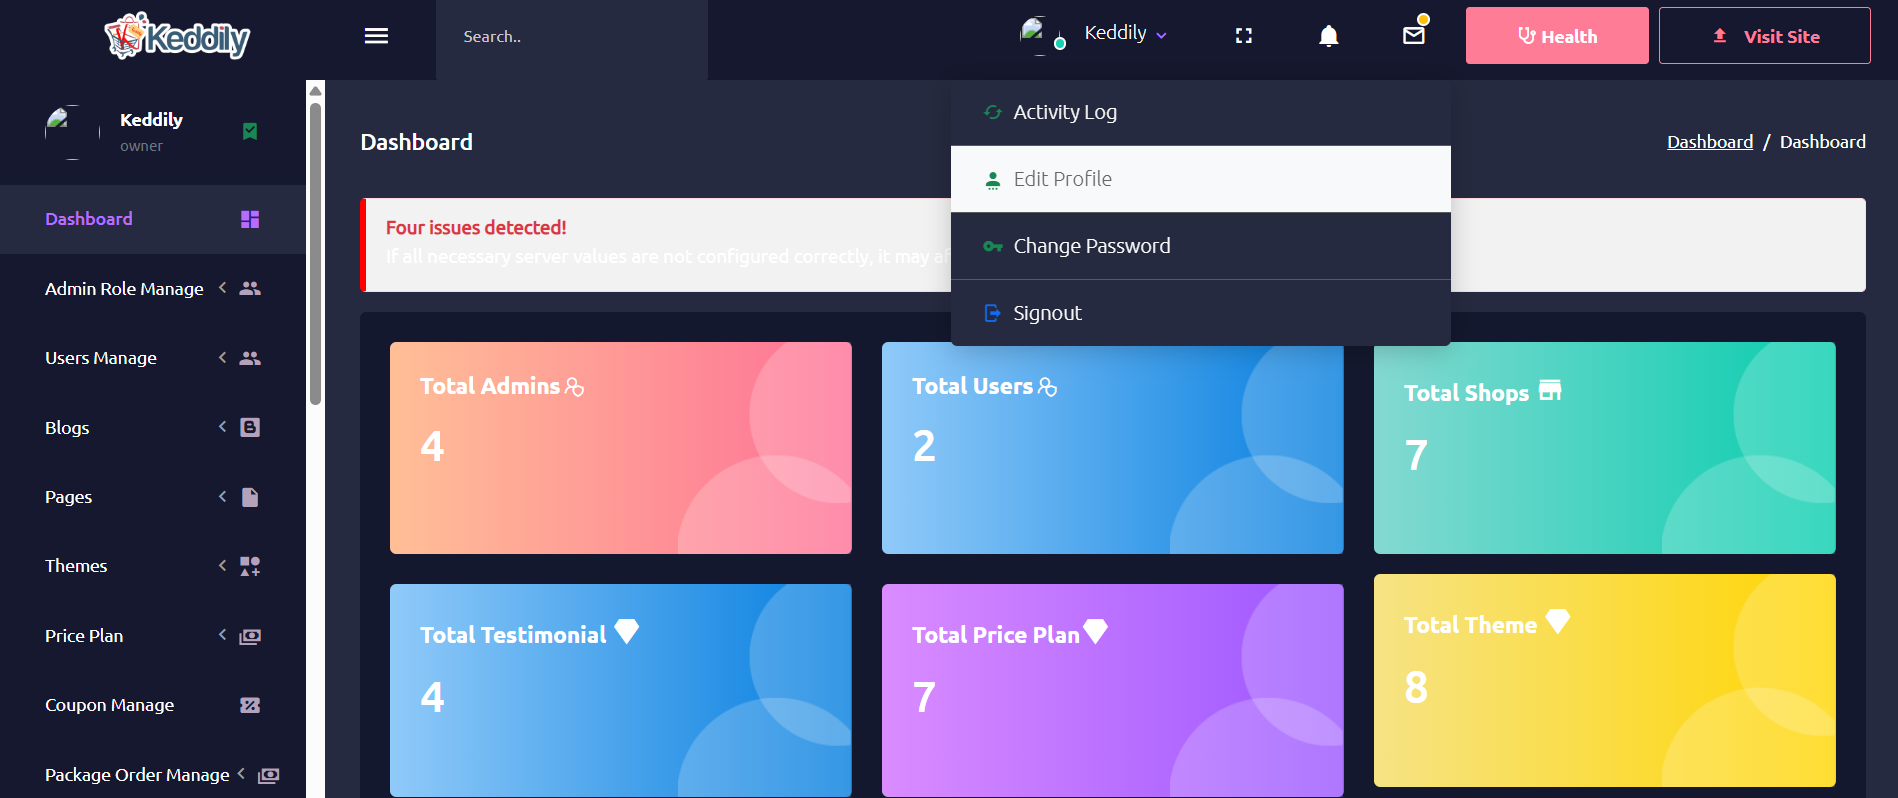 Keddily
Search..
Keddily
Health
Visit Site
Keddily
owner
Dashboard
Admin Role Manage
Users Manage
Blogs
Pages
Themes
Price Plan
Coupon Manage
Package Order Manage
Activity Log
Edit Profile
Change Password
Signout
Dashboard
Dashboard / Dashboard
Four issues detected!
If all necessary server values are not configured correctly, it may
Total Admins
4
Total Users
2
Total Shops
7
Total Testimonial
4
Total Price Plan
7
Total Theme
8